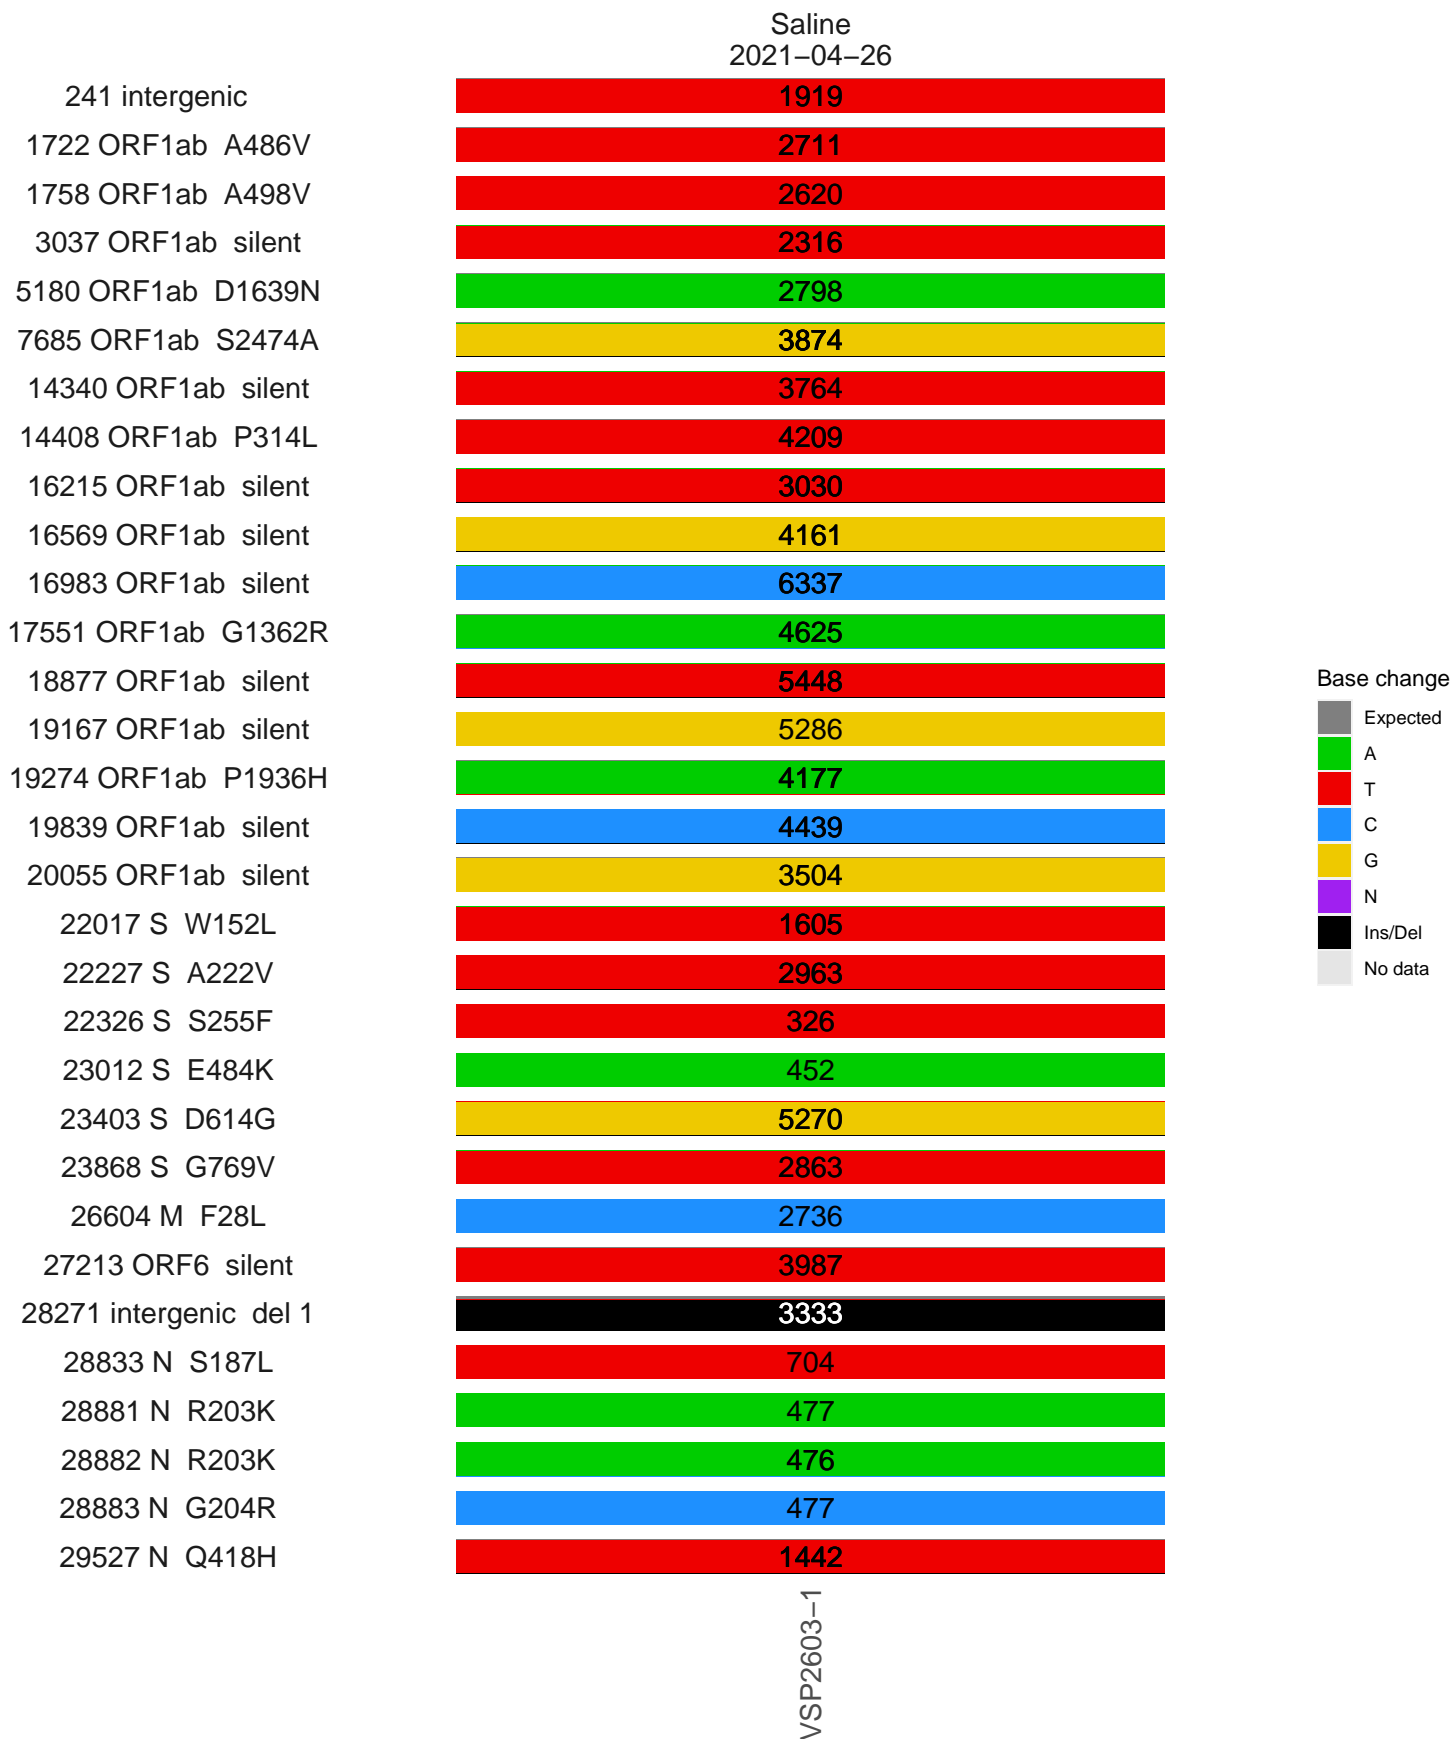 Saline
2021−04−26
241 intergenic 1919
1722 ORF1ab A486V 2711
1758 ORF1ab A498V 2620
3037 ORF1ab silent 2316
5180 ORF1ab D1639N 2798
7685 ORF1ab S2474A 3874
14340 ORF1ab silent 3764
14408 ORF1ab P314L 4209
16215 ORF1ab silent 3030
16569 ORF1ab silent 4161
16983 ORF1ab silent 6337
17551 ORF1ab G1362R 4625
18877 ORF1ab silent 5448
19167 ORF1ab silent 5286
19274 ORF1ab P1936H 4177
19839 ORF1ab silent 4439
20055 ORF1ab silent 3504
22017 S W152L 1605
22227 S A222V 2963
22326 S S255F 326
23012 S E484K 452
23403 S D614G 5270
23868 S G769V 2863
26604 M F28L 2736
27213 ORF6 silent 3987
28271 intergenic del 1 3333
28833 N S187L 704
28881 N R203K 477
28882 N R203K 476
28883 N G204R 477
29527 N Q418H 1442
VSP2603−1
Base change
Expected
A
T
C
G
N
Ins/Del
No data